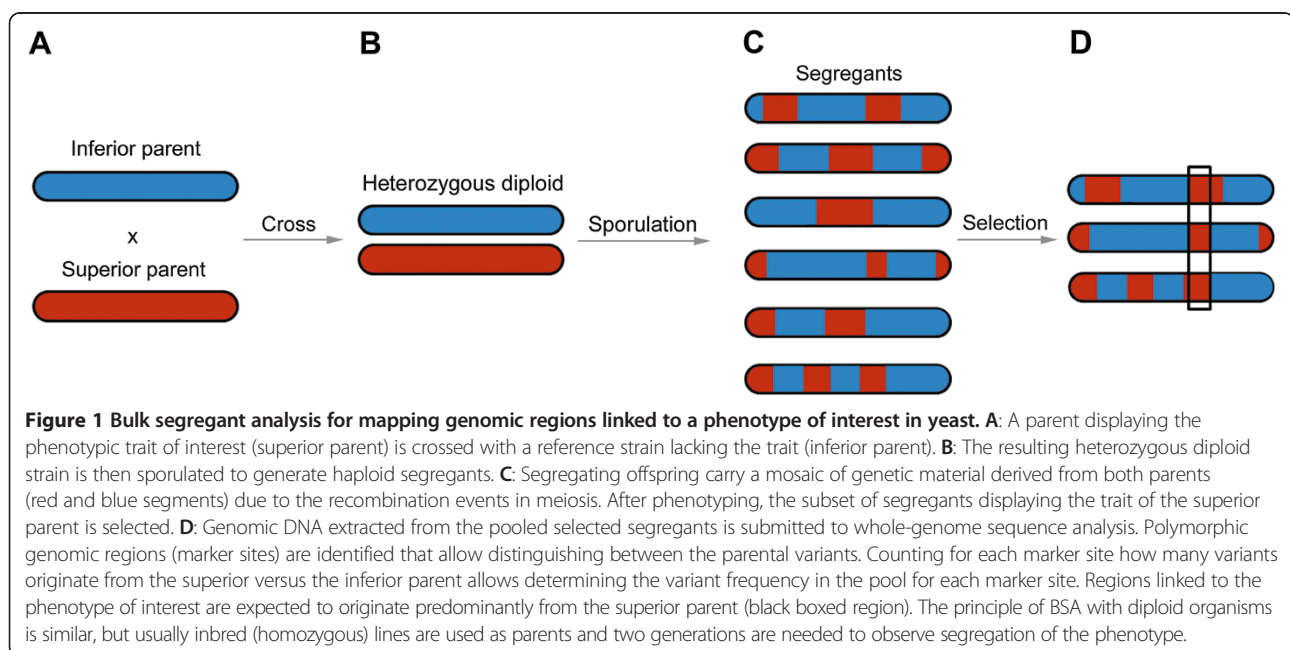 A
B
C
D
Segregants
Inferior parent
Heterozygous diploid
Cross
Sporulation
Selection
x
Superior parent
Figure 1 Bulk segregant analysis for mapping genomic regions linked to a phenotype of interest in yeast. A: A parent displaying the
phenotypic trait of interest (superior parent) is crossed with a reference strain lacking the trait (inferior parent). B: The resulting heterozygous diploid
strain is then sporulated to generate haploid segregants. C: Segregating offspring carry a mosaic of genetic material derived from both parents
(red and blue segments) due to the recombination events in meiosis. After phenotyping, the subset of segregants displaying the trait of the superior
parent is selected. D: Genomic DNA extracted from the pooled selected segregants is submitted to whole-genome sequence analysis. Polymorphic
genomic regions (marker sites) are identified that allow distinguishing between the parental variants. Counting for each marker site how many variants
originate from the superior versus the inferior parent allows determining the variant frequency in the pool for each marker site. Regions linked to the
phenotype of interest are expected to originate predominantly from the superior parent (black boxed region). The principle of BSA with diploid organisms
is similar, but usually inbred (homozygous) lines are used as parents and two generations are needed to observe segregation of the phenotype.